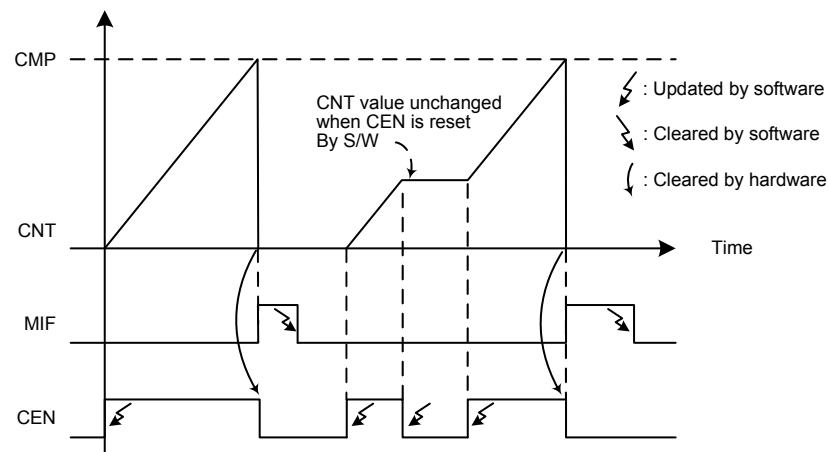 CMP
CNT value unchanged
when CEN is reset
By S/W
: Updated by software
: Cleared by software
: Cleared by hardware
CNT
Time
MIF
CEN